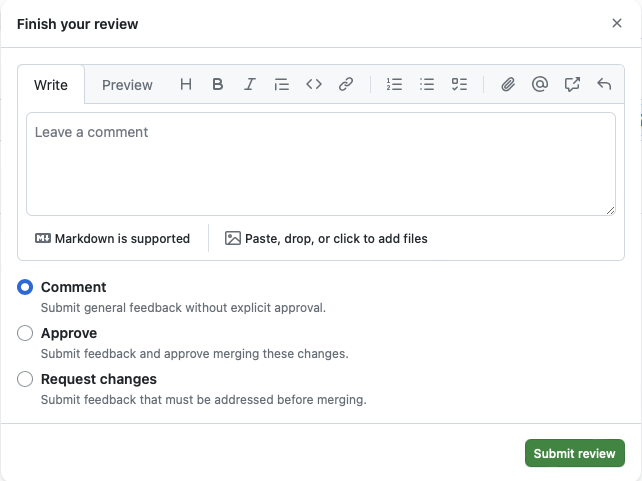 Finish your review
Write Preview
Leave a comment
Markdown is supported Paste, drop, or click to add files
Comment
Submit general feedback without explicit approval.
Approve
Submit feedback and approve merging these changes.
Request changes
Submit feedback that must be addressed before merging.
Submit review